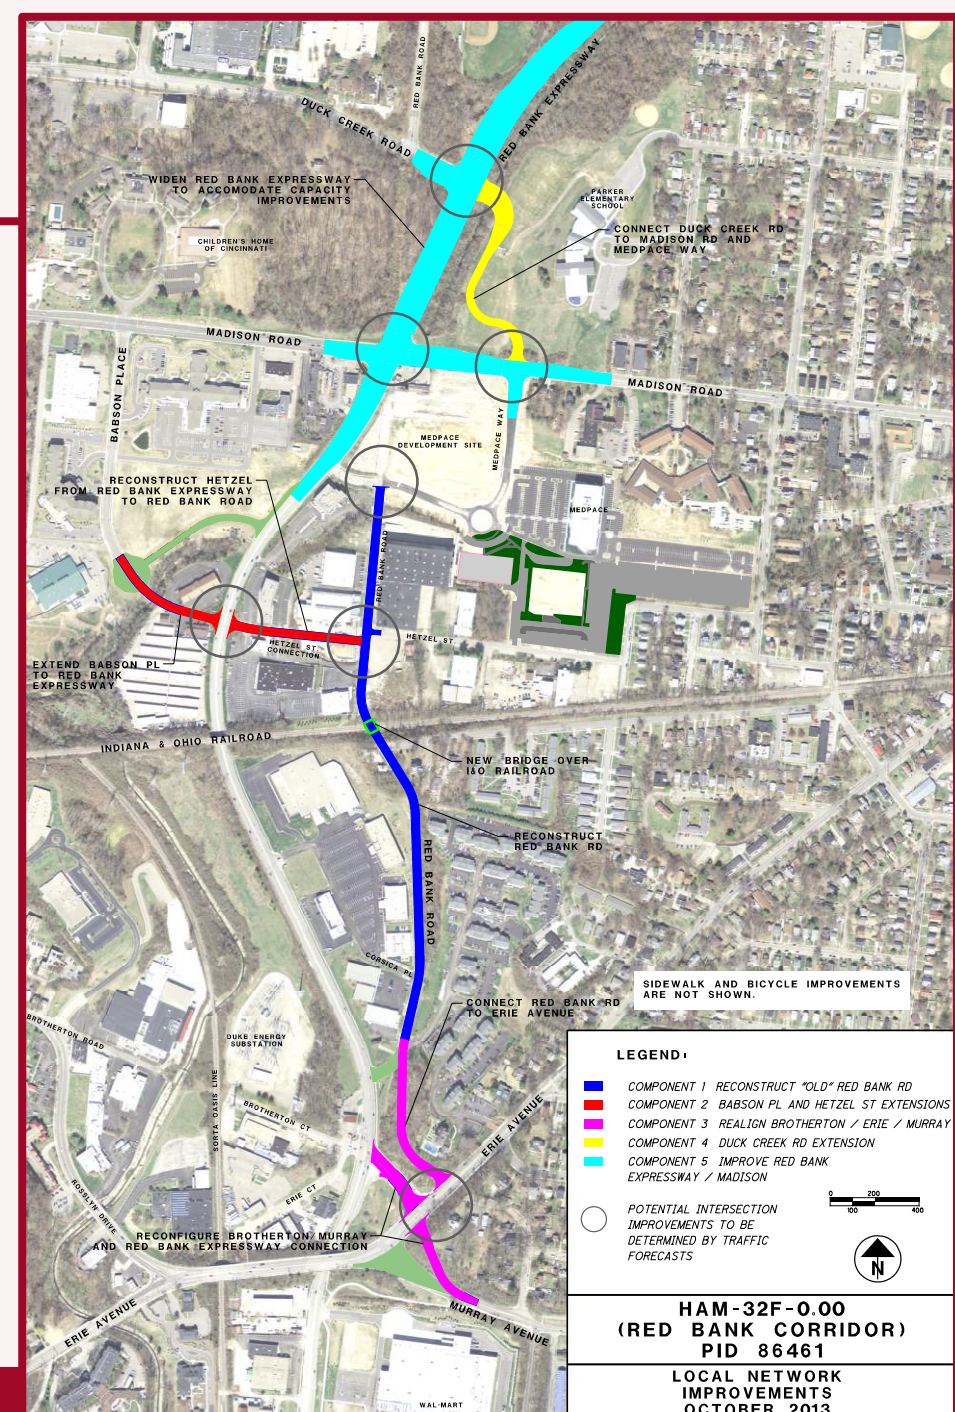 RED BANK ROAD
DUCK CREEK ROAD
RED BANK EXPRESSWAY
WIDEN RED BANK EXPRESSWAY
TO ACCOMODATE CAPACITY
IMPROVEMENTS
PARKER
ELEMENTARY
SCHOOL
CHILDREN'S HOME
OF CINCINNATI
CONNECT DUCK CREEK RD
TO MADISON RD AND
MEDPACE WAY
MADISON ROAD
MADISON ROAD
BABSON PLACE
MEDPACE
DEVELOPMENT SITE
MEDPACE WAY
RECONSTRUCT HETZEL
FROM RED BANK EXPRESSWAY
TO RED BANK ROAD
MEDPACE
RED BANK ROAD
HETZEL ST
HETZEL ST
CONNECTION
EXTEND BABSON PL
TO RED BANK
EXPRESSWAY
INDIANA & OHIO RAILROAD
NEW BRIDGE OVER
I&O RAILROAD
RECONSTRUCT
RED BANK RD
RED BANK ROAD
CORSICA PL
SIDEWALK AND BICYCLE IMPROVEMENTS
ARE NOT SHOWN.
CONNECT RED BANK RD
TO ERIE AVENUE
BROTHERTON ROAD
DUKE ENERGY
SUBSTATION
SORTA OASIS LINE
BROTHERTON CT
ERIE AVENUE
ROSSLYN DRIVE
ERIE CT
RECONFIGURE BROTHERTON/MURRAY
AND RED BANK EXPRESSWAY CONNECTION
ERIE AVENUE
MURRAY AVENUE
WAL-MART
LEGEND:
COMPONENT 1 RECONSTRUCT "OLD" RED BANK RD
COMPONENT 2 BABSON PL AND HETZEL ST EXTENSIONS
COMPONENT 3 REALIGN BROTHERTON / ERIE / MURRAY
COMPONENT 4 DUCK CREEK RD EXTENSION
COMPONENT 5 IMPROVE RED BANK
EXPRESSWAY / MADISON
POTENTIAL INTERSECTION
IMPROVEMENTS TO BE
DETERMINED BY TRAFFIC
FORECASTS
0 200
100 400
N
HAM-32F-0.00
(RED BANK CORRIDOR)
PID 86461
LOCAL NETWORK
IMPROVEMENTS
OCTOBER 2013